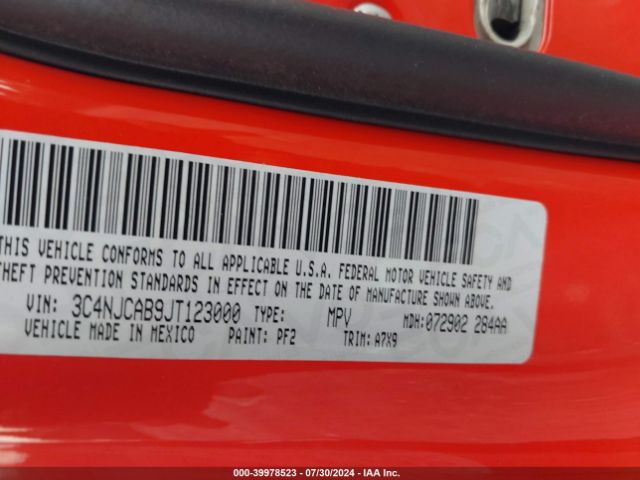 THIS VEHICLE CONFORMS TO ALL APPLICABLE U.S.A. FEDERAL MOTOR VEHICLE SAFETY AND
THEFT PREVENTION STANDARDS IN EFFECT ON THE DATE OF MANUFACTURE SHOWN ABOVE.
VIN: 3C4NJCAB9JT123000 TYPE: MPV MDH:072902 284AA
VEHICLE MADE IN MEXICO PAINT: PF2 TRIM: A7X9
000-39978523 / 07/30/2024 - IAAI.COM